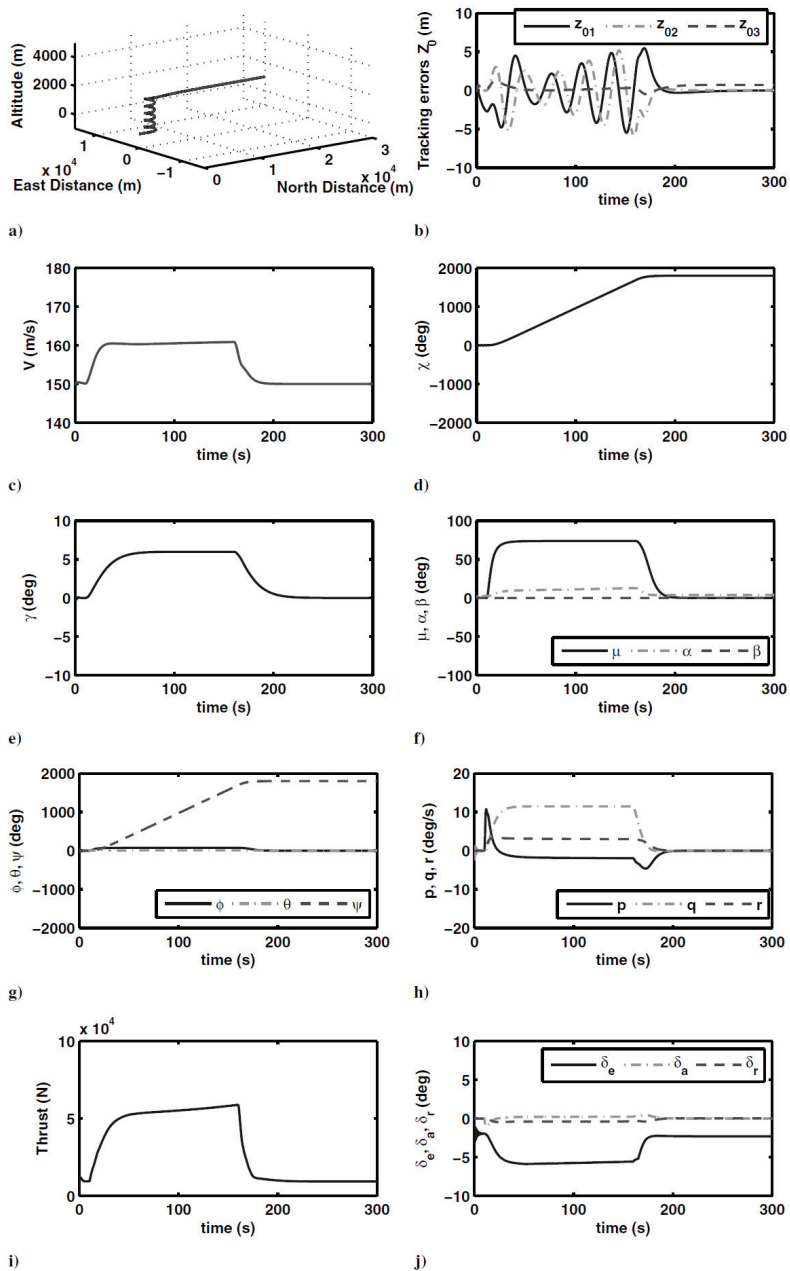 4000
2000
0
Altitude (m)
1
0
−1
x 10⁴
East Distance (m)
0
1
2
3
x 10⁴
North Distance (m)
a)
10
5
0
−5
−10
Tracking errors Z₀ (m)
z₀₁ z₀₂ z₀₃
0 100 200 300
time (s)
b)
180
170
160
150
140
V (m/s)
0 100 200 300
time (s)
c)
2000
1000
0
−1000
−2000
χ (deg)
0 100 200 300
time (s)
d)
10
5
0
−5
−10
γ (deg)
0 100 200 300
time (s)
e)
100
50
0
−50
−100
μ, α, β (deg)
μ α β
0 100 200 300
time (s)
f)
2000
1000
0
−1000
−2000
ϕ, θ, ψ (deg)
ϕ θ ψ
0 100 200 300
time (s)
g)
20
10
0
−10
−20
p, q, r (deg/s)
p q r
0 100 200 300
time (s)
h)
x 10⁴
10
5
0
Thrust (N)
0 100 200 300
time (s)
i)
10
5
0
−5
−10
δₑ, δₐ, δᵣ (deg)
δₑ δₐ δᵣ
0 100 200 300
time (s)
j)